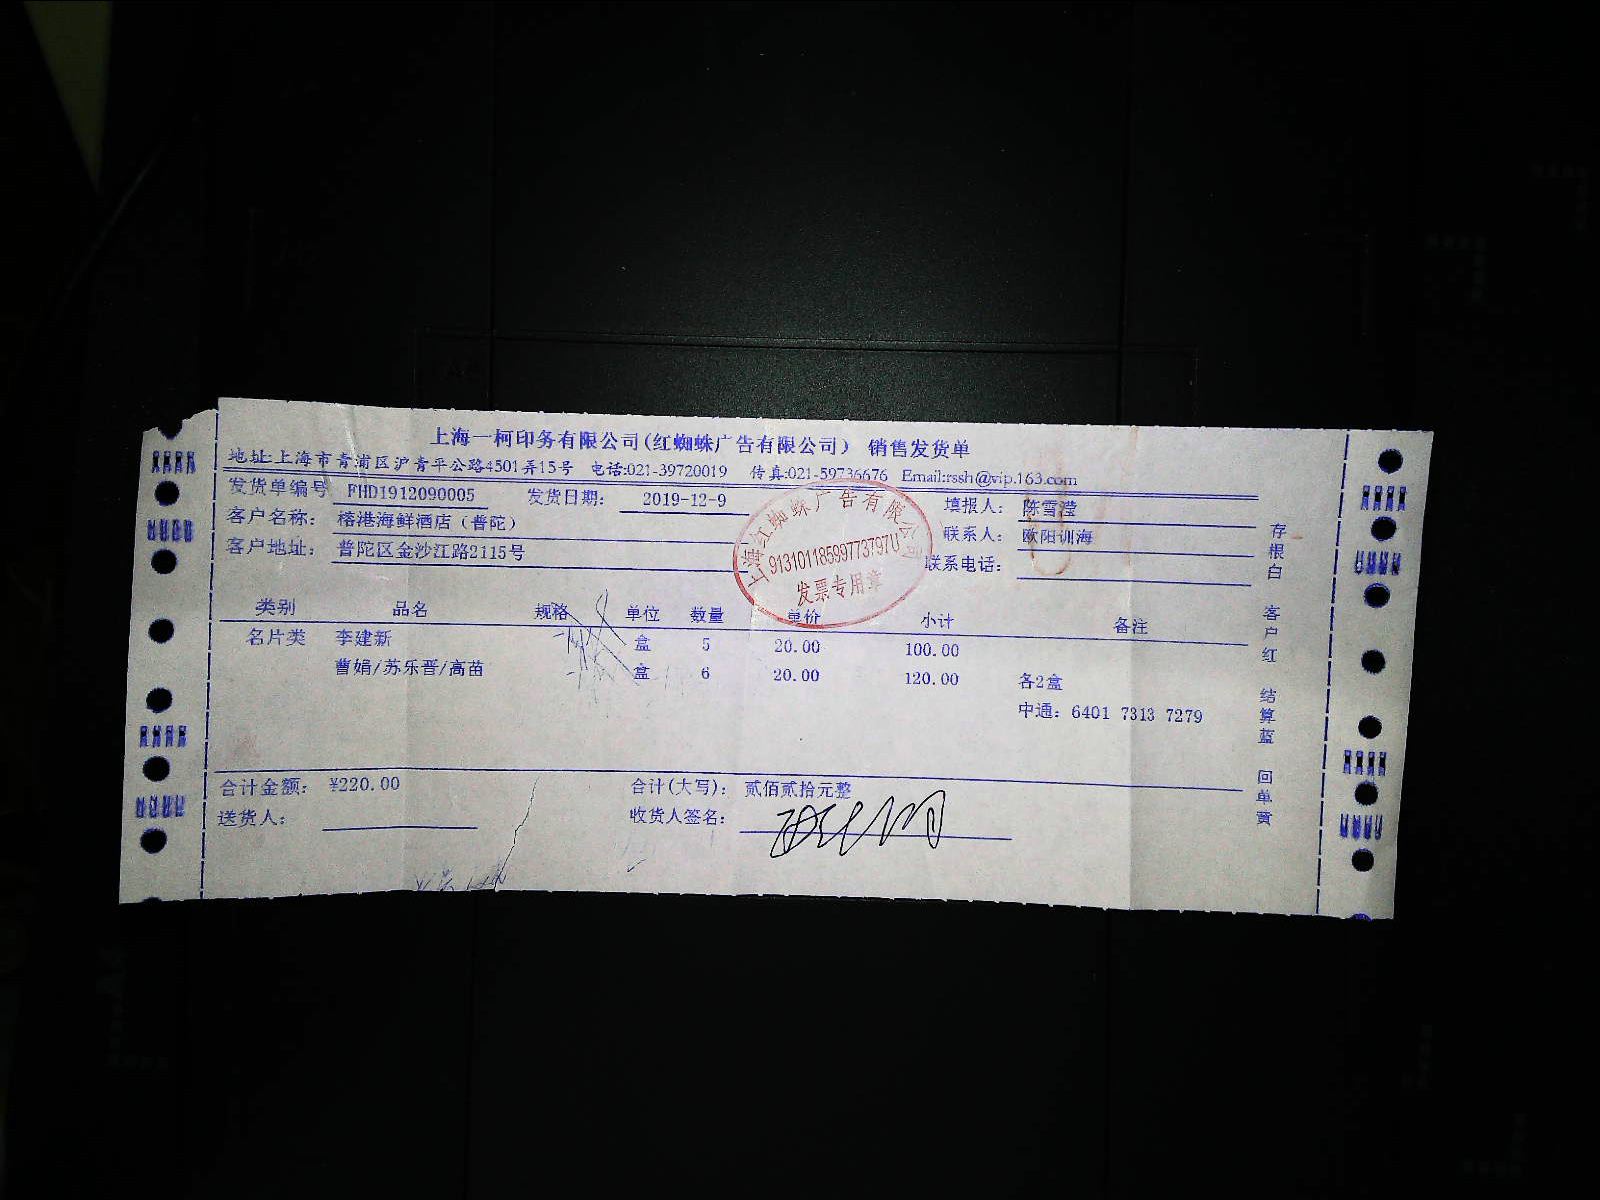 上海一柯印务有限公司(红蜘蛛广告有限公司) 销售发货单
地址:上海市青浦区沪青平公路4501弄15号 电话:021-39720019 传真:021-59736676 Email:rssh@vip.163.com
发货单编号 FHD1912090005 发货日期: 2019-12-9 填报人: 陈雪滢
客户名称: 榕港海鲜酒店(普陀) 联系人: 欧阳训海
客户地址: 普陀区金沙江路2115号 联系电话:
上海红蜘蛛广告有限公司
91310118599773797U
发票专用章
类别 品名 规格 单位 数量 单价 小计 备注
名片类 李建新 盒 5 20.00 100.00
曹娟/苏乐晋/高苗 盒 6 20.00 120.00 各2盒
中通: 6401 7313 7279
合计金额: ¥220.00 合计(大写): 贰佰贰拾元整
送货人: 收货人签名:
存根白 客户红 结算蓝 回单黄